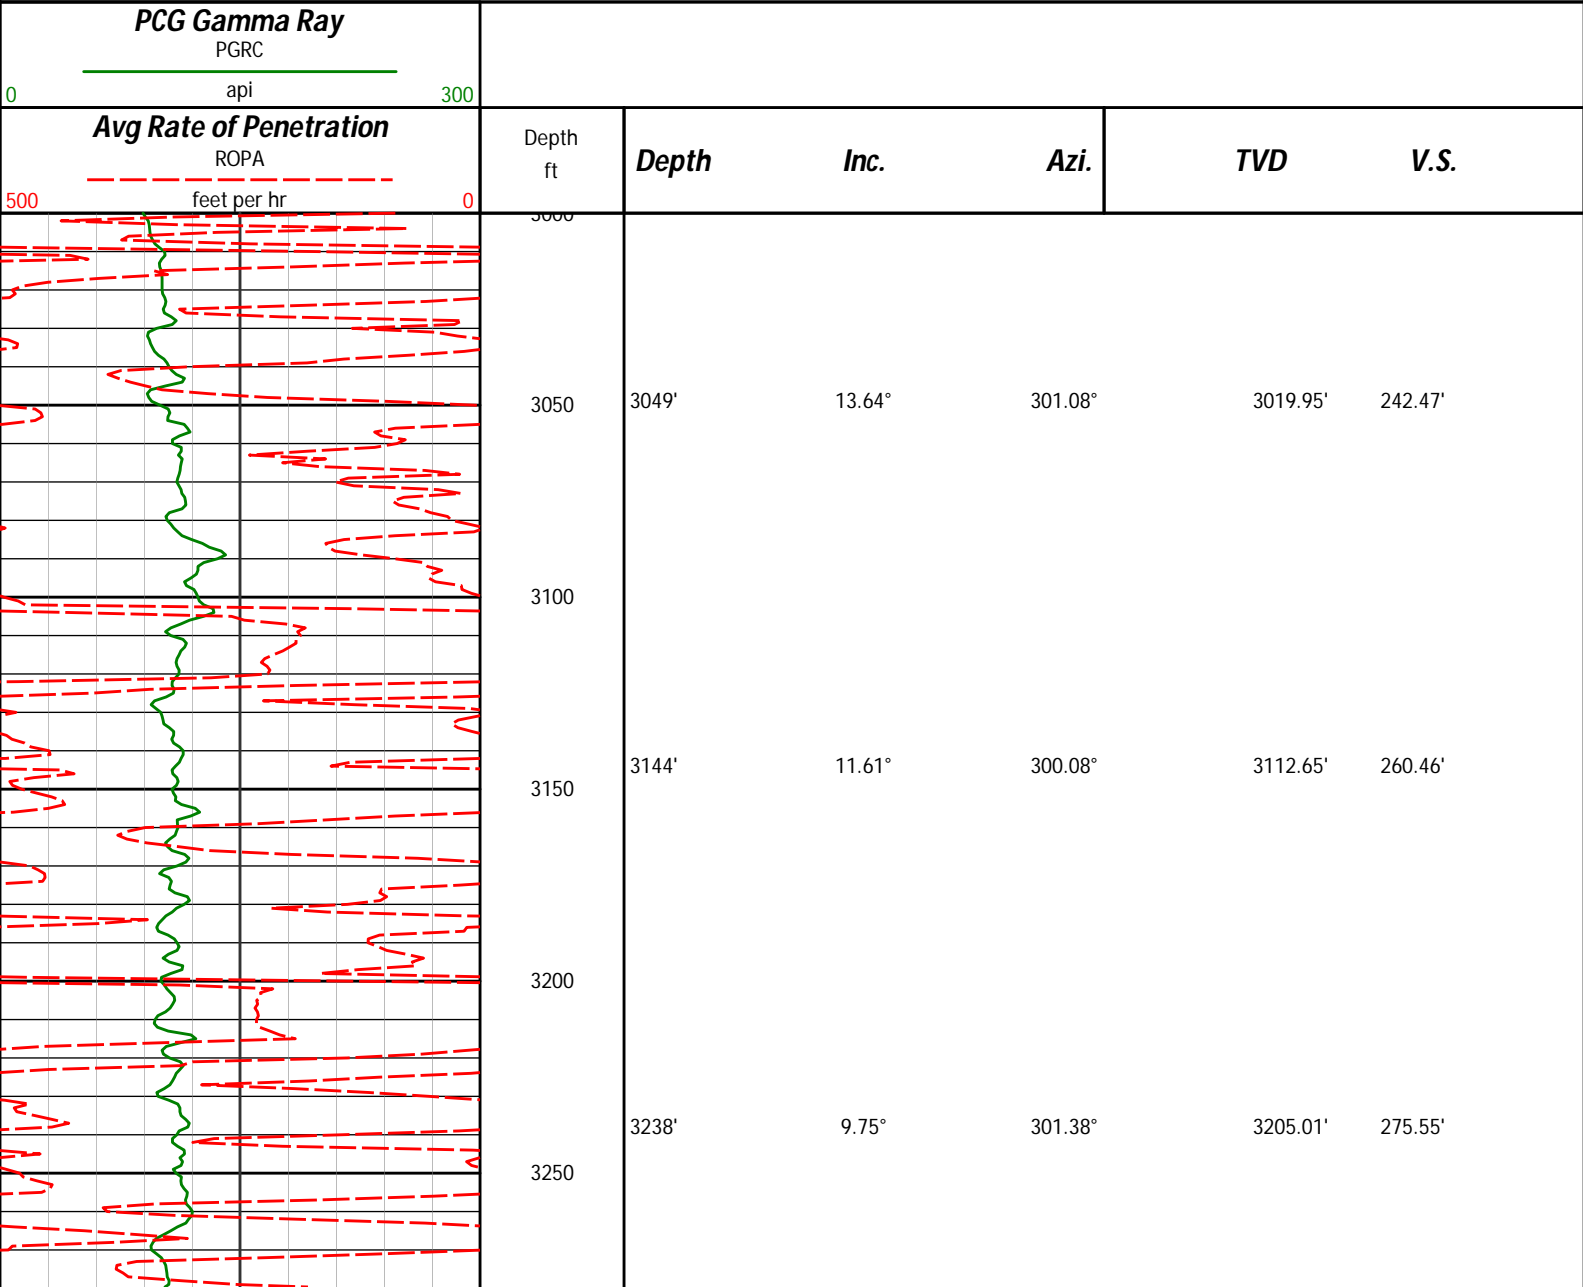 PCG Gamma Ray
PGRC
0 api 300
Avg Rate of Penetration
ROPA
500 feet per hr 0
Depth
ft
Depth Inc. Azi. TVD V.S.
3000
3050 3049' 13.64° 301.08° 3019.95' 242.47'
3100
3144' 11.61° 300.08° 3112.65' 260.46'
3150
3200
3238' 9.75° 301.38° 3205.01' 275.55'
3250